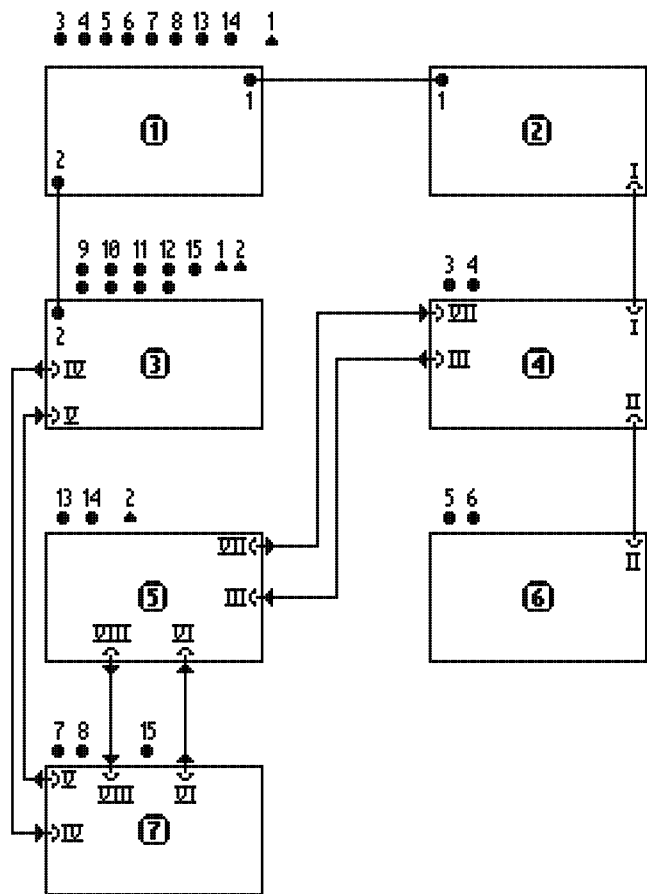 3 4 5 6 7 8 13 14 1
1 1
1 2
2 I
9 10 11 12 15 1 2
3 4
2 VII I
IV 3 III 4
V II
13 14 2
5 6
VII II
5 III 6
VIII VI
7 8 15
V VIII VI
IV 7